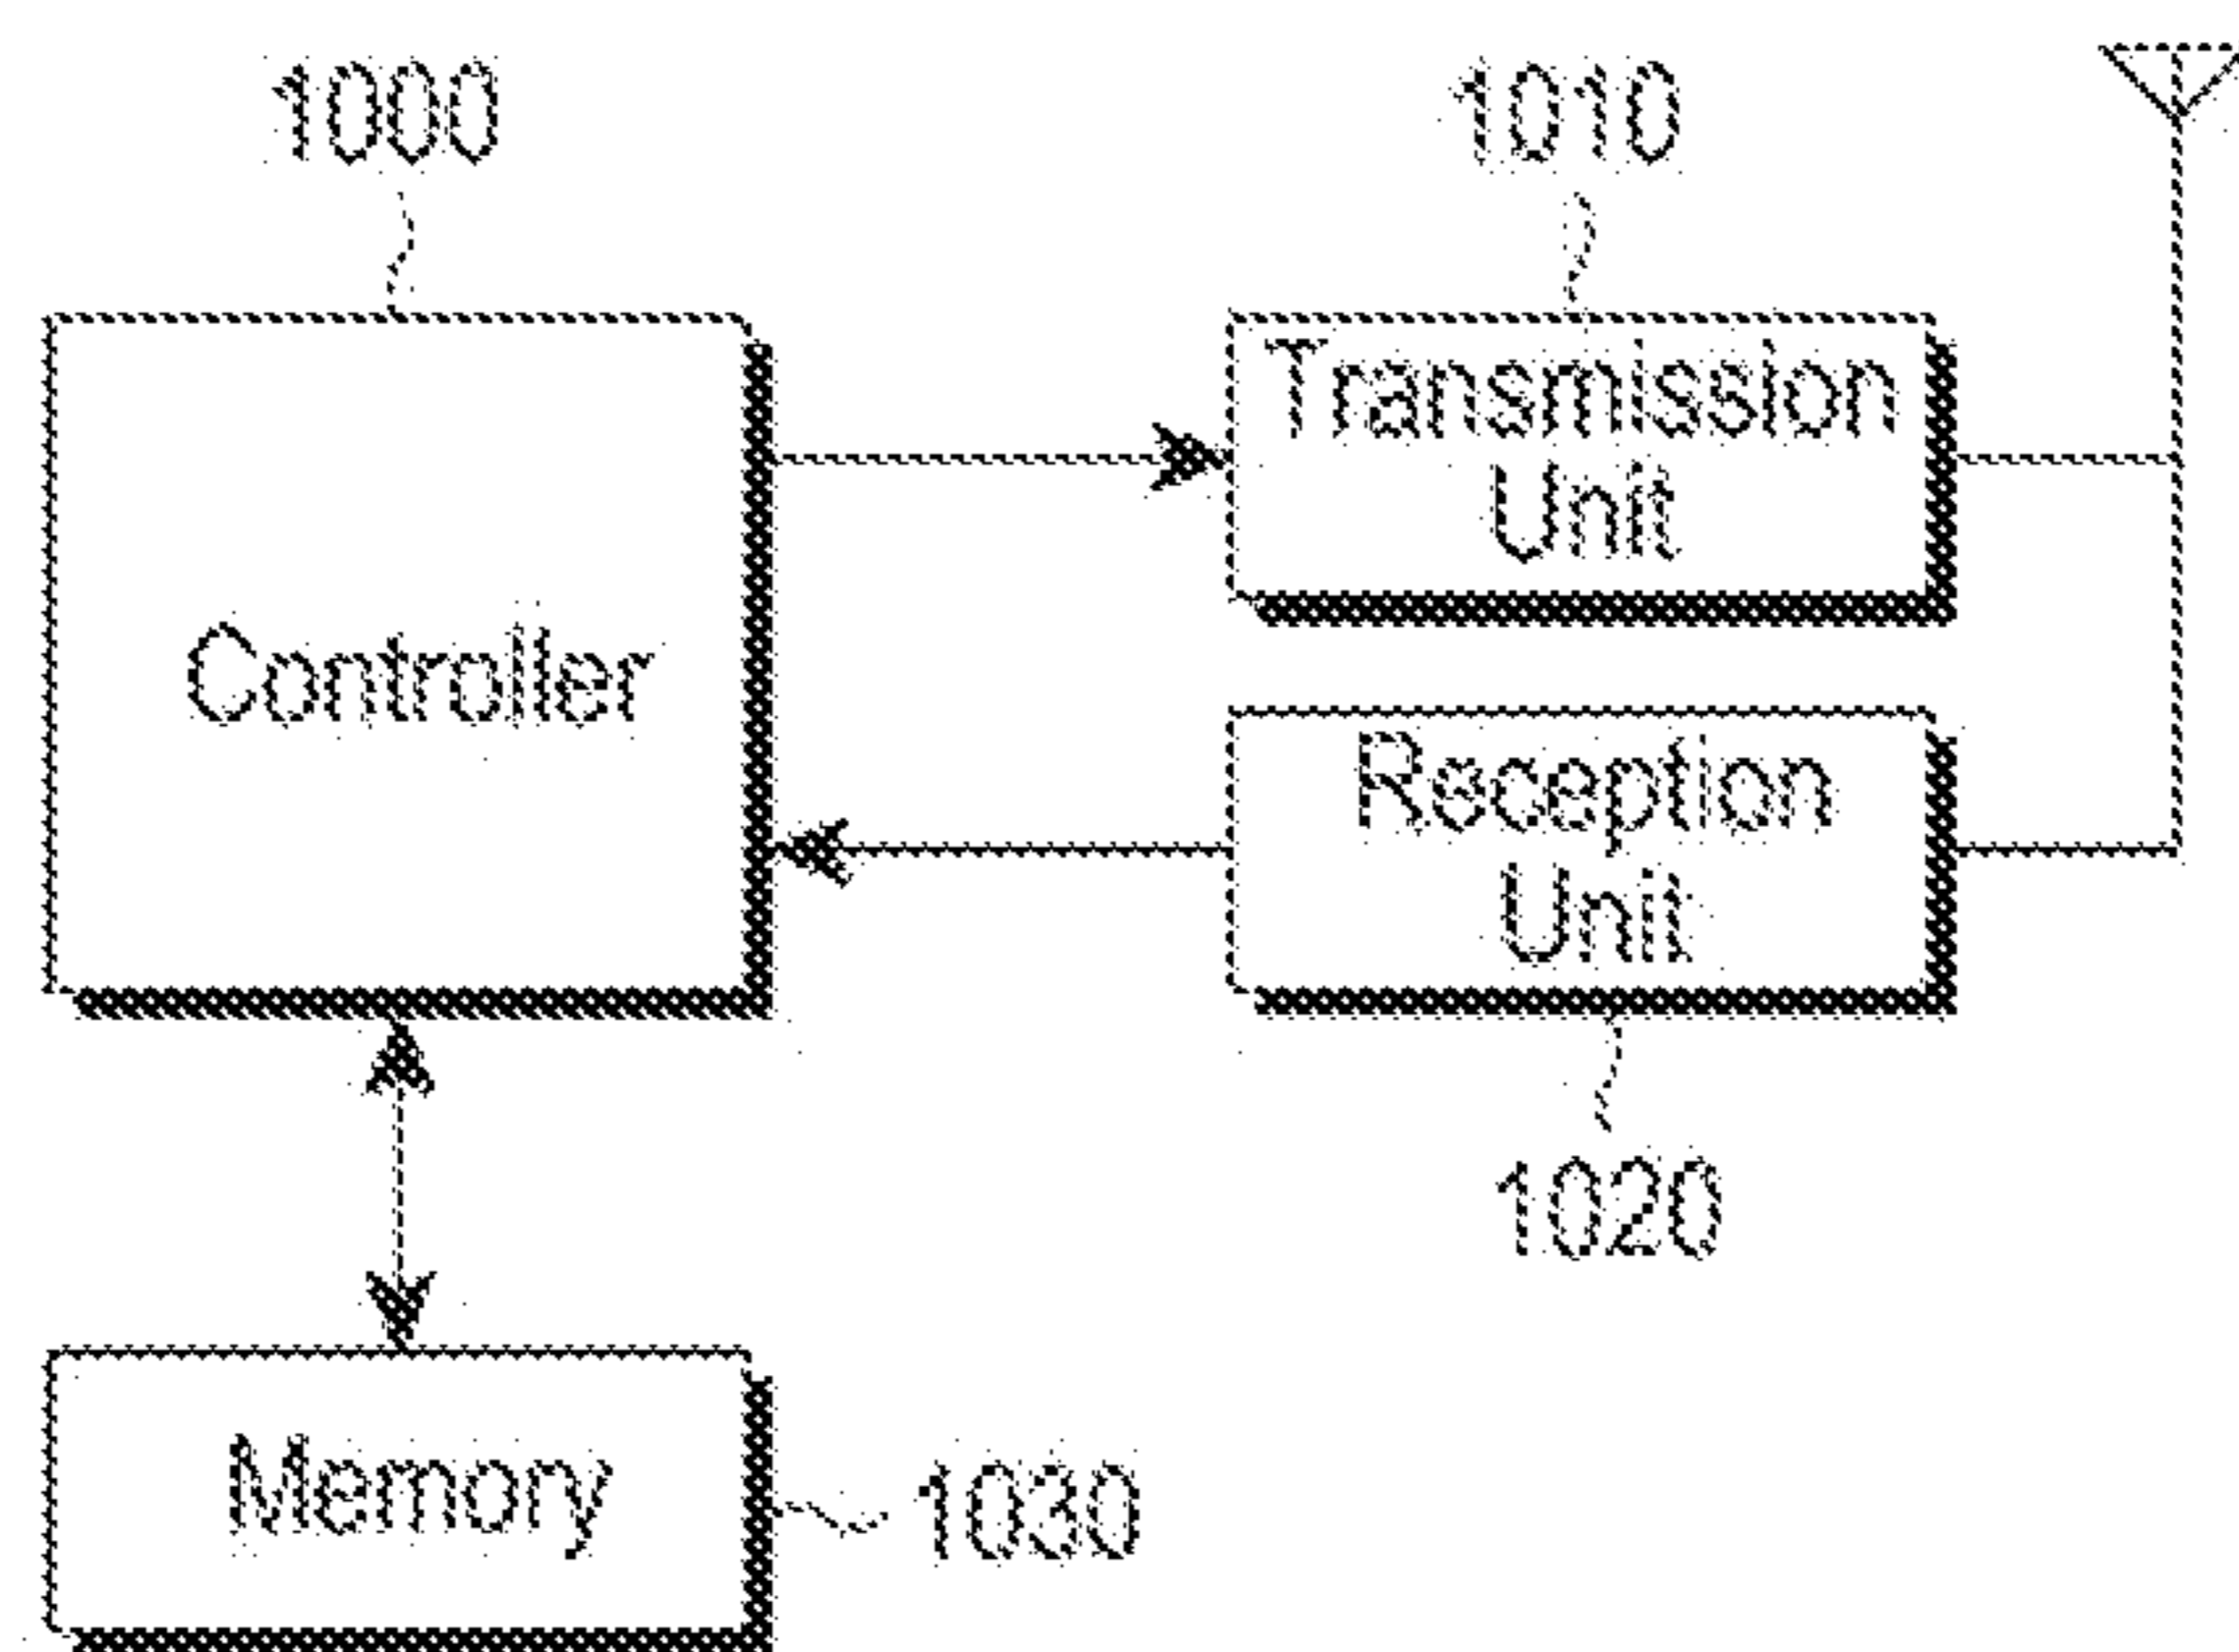 1000
1010
Transmission
Unit
Controller
Reception
Unit
1020
Memory
1030